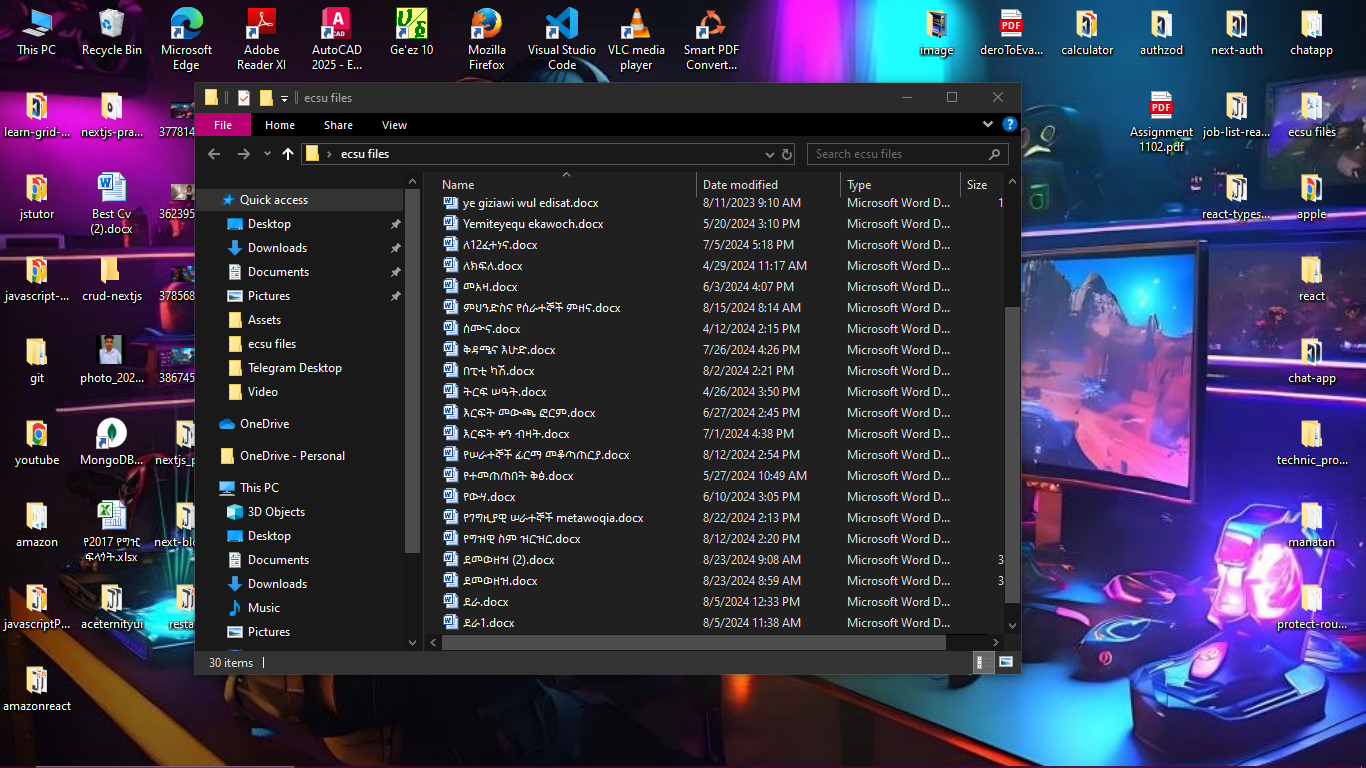 This PC
Recycle Bin
Microsoft Edge
Adobe Reader XI
AutoCAD 2025 - E...
Ge'ez 10
Mozilla Firefox
Visual Studio Code
VLC media player
Smart PDF Convert...
image
deroToEva...
calculator
authzod
next-auth
chatapp
learn-grid-...
nextjs-pra...
377814
Assignment 1102.pdf
job-list-rea...
ecsu files
jstutor
Best Cv (2).docx
362395
react-types...
apple
javascript-...
crud-nextjs
378568
react
git
photo_202...
386745
chat-app
youtube
MongoDB...
nextjs_p
technic_pro...
amazon
የ2017 የግዢ ፍላጎት.xlsx
next-blo
manatan
javascriptP...
aceternityui
resta
protect-rou...
amazonreact
ecsu files
File
Home
Share
View
ecsu files
Search ecsu files
Quick access
Desktop
Downloads
Documents
Pictures
Assets
ecsu files
Telegram Desktop
Video
OneDrive
OneDrive - Personal
This PC
3D Objects
Desktop
Documents
Downloads
Music
Pictures
Name Date modified Type Size
ye giziawi wul edisat.docx 8/11/2023 9:10 AM Microsoft Word D... 1
Yemiteyequ ekawoch.docx 5/20/2024 3:10 PM Microsoft Word D...
ለ12ፈተነና.docx 7/5/2024 5:18 PM Microsoft Word D...
ለክፍለ.docx 4/29/2024 11:17 AM Microsoft Word D...
መአዛ.docx 6/3/2024 4:07 PM Microsoft Word D...
ምህንድስና የሰራተኞች ምዘና.docx 8/15/2024 8:14 AM Microsoft Word D...
ሰሙና.docx 4/12/2024 2:15 PM Microsoft Word D...
ቅዳሜና እሁድ.docx 7/26/2024 4:26 PM Microsoft Word D...
በፒቲ ካሽ.docx 8/2/2024 2:21 PM Microsoft Word D...
ትርፍ ሠዓት.docx 4/26/2024 3:50 PM Microsoft Word D...
እርፍት መውጫ ፎርም.docx 6/27/2024 2:45 PM Microsoft Word D...
እርፍት ቀን ብዛት.docx 7/1/2024 4:38 PM Microsoft Word D...
የሠራተኞች ፊርማ መቆጣጠርያ.docx 8/12/2024 2:54 PM Microsoft Word D...
የተመጠጠበት ቅፅ.docx 5/27/2024 10:49 AM Microsoft Word D...
የውሃ.docx 6/10/2024 3:05 PM Microsoft Word D...
የገግዚያዊ ሠራተኞች metawoqia.docx 8/22/2024 2:13 PM Microsoft Word D...
የማዝዊ ስም ዝርዝር.docx 8/12/2024 2:20 PM Microsoft Word D...
ደመውዘዝ (2).docx 8/23/2024 9:08 AM Microsoft Word D... 3
ደመውዘዝ.docx 8/23/2024 8:59 AM Microsoft Word D... 3
ደራ.docx 8/5/2024 12:33 PM Microsoft Word D...
ደራ1.docx 8/5/2024 11:38 AM Microsoft Word D...
30 items